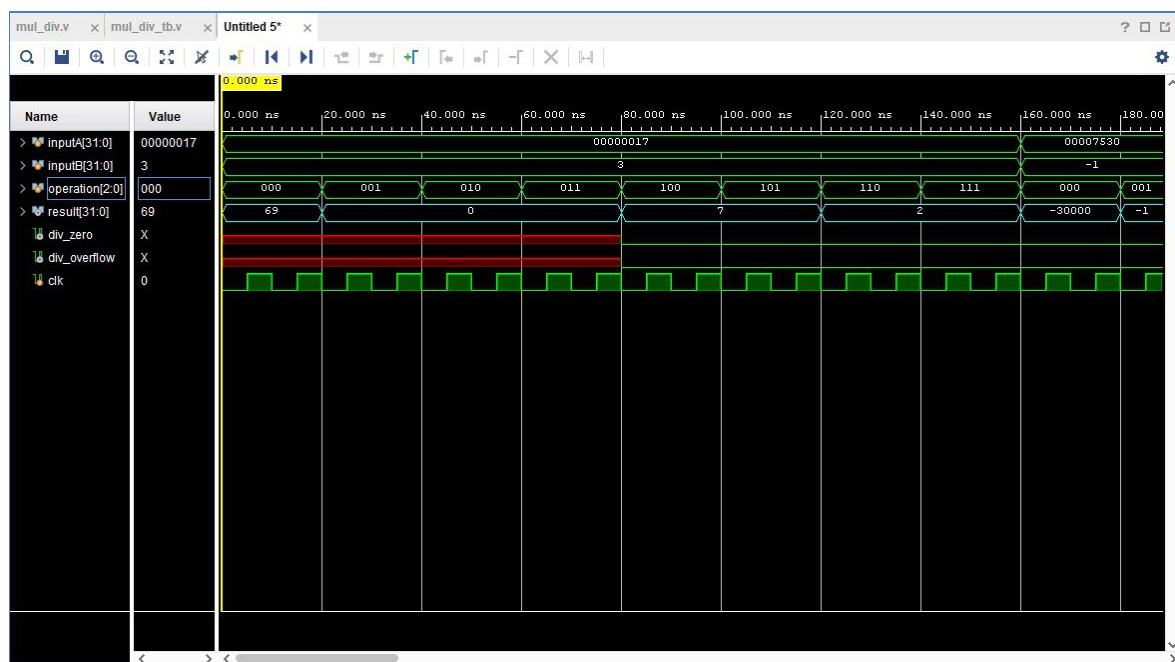 mul_div.v × mul_div_tb.v × Untitled 5* × ?
0.000 ns
Name Value 0.000 ns 20.000 ns 40.000 ns 60.000 ns 80.000 ns 100.000 ns 120.000 ns 140.000 ns 160.000 ns 180.00
inputA[31:0] 00000017 00000017 00007530
inputB[31:0] 3 3 -1
operation[2:0] 000 000 001 010 011 100 101 110 111 000 001
result[31:0] 69 69 0 7 2 -30000 -1
div_zero X
div_overflow X
clk 0